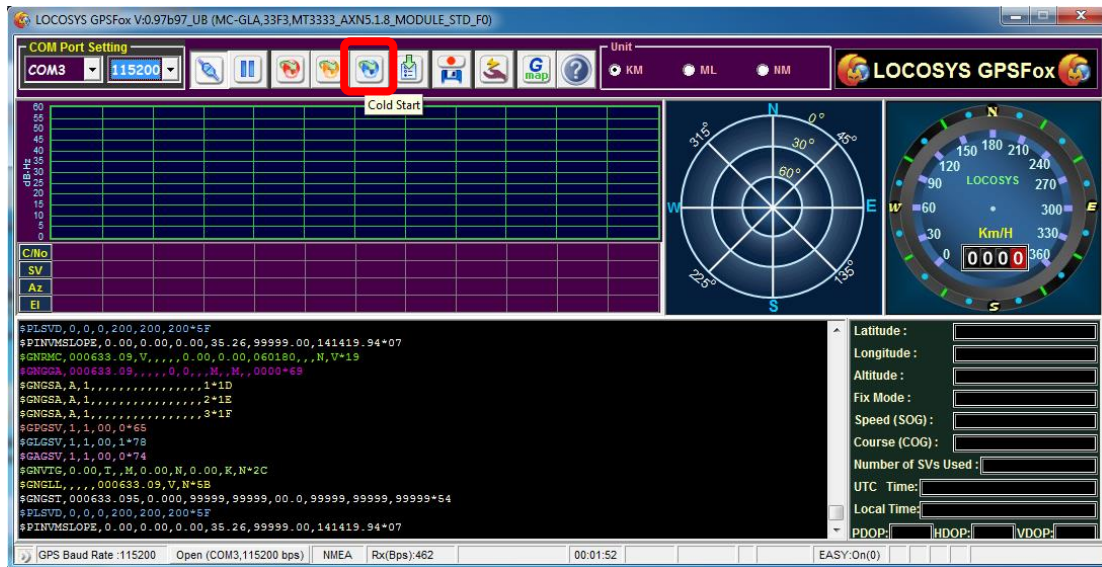 LOCOSYS GPSFox V:0.97b97_UB (MC-GLA,33F3,MT3333_AXN5.1.8_MODULE_STD_F0)
COM Port Setting
COM3
115200
G
map
?
Unit
KM
ML
NM
LOCOSYS GPSFox
Cold Start
60
55
50
45
40
35
30
25
20
15
10
5
0
dB-Hz
C/No
SV
Az
El
N
0°
45°
30°
60°
315°
W
E
225°
135°
S
N
150 180 210
120 240
90 LOCOSYS 270
W 60 300 E
30 Km/H 330
0 0000 360
S
$PLSVD,0,0,0,200,200,200*5F
$PINVMSLOPE,0.00,0.00,0.00,35.26,99999.00,141419.94*07
$GNRMC,000633.09,V,,,,,0.00,0.00,060180,,,N,V*19
$GNGGA,000633.09,,,,,0,0,,,M,,M,,0000*69
$GNGSA,A,1,,,,,,,,,,,,,,,,1*1D
$GNGSA,A,1,,,,,,,,,,,,,,,,2*1E
$GNGSA,A,1,,,,,,,,,,,,,,,,3*1F
$GPGSV,1,1,00,0*65
$GLGSV,1,1,00,1*78
$GAGSV,1,1,00,0*74
$GNVTG,0.00,T,,M,0.00,N,0.00,K,N*2C
$GNGLL,,,,,000633.09,V,N*5B
$GNGST,000633.095,0.000,99999,99999,00.0,99999,99999,99999*54
$PLSVD,0,0,0,200,200,200*5F
$PINVMSLOPE,0.00,0.00,0.00,35.26,99999.00,141419.94*07
Latitude :
Longitude :
Altitude :
Fix Mode :
Speed (SOG) :
Course (COG) :
Number of SVs Used :
UTC Time:
Local Time:
PDOP: HDOP: VDOP:
GPS Baud Rate :115200 Open (COM3,115200 bps) NMEA Rx(Bps):462 00:01:52 EASY:On(0)